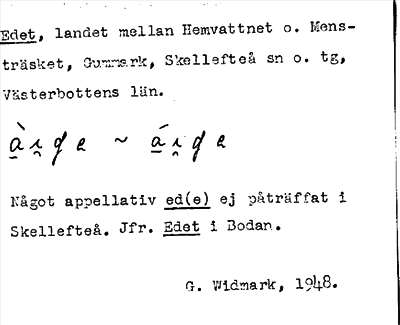 Edet, landet mellan Hemvattnet o. Mens-
träsket, Gummark, Skellefteå sn o. tg,
Västerbottens län.
Något appellativ ed(e) ej påträffat i
Skellefteå. Jfr. Edet i Bodan.
G. Widmark, 1948.